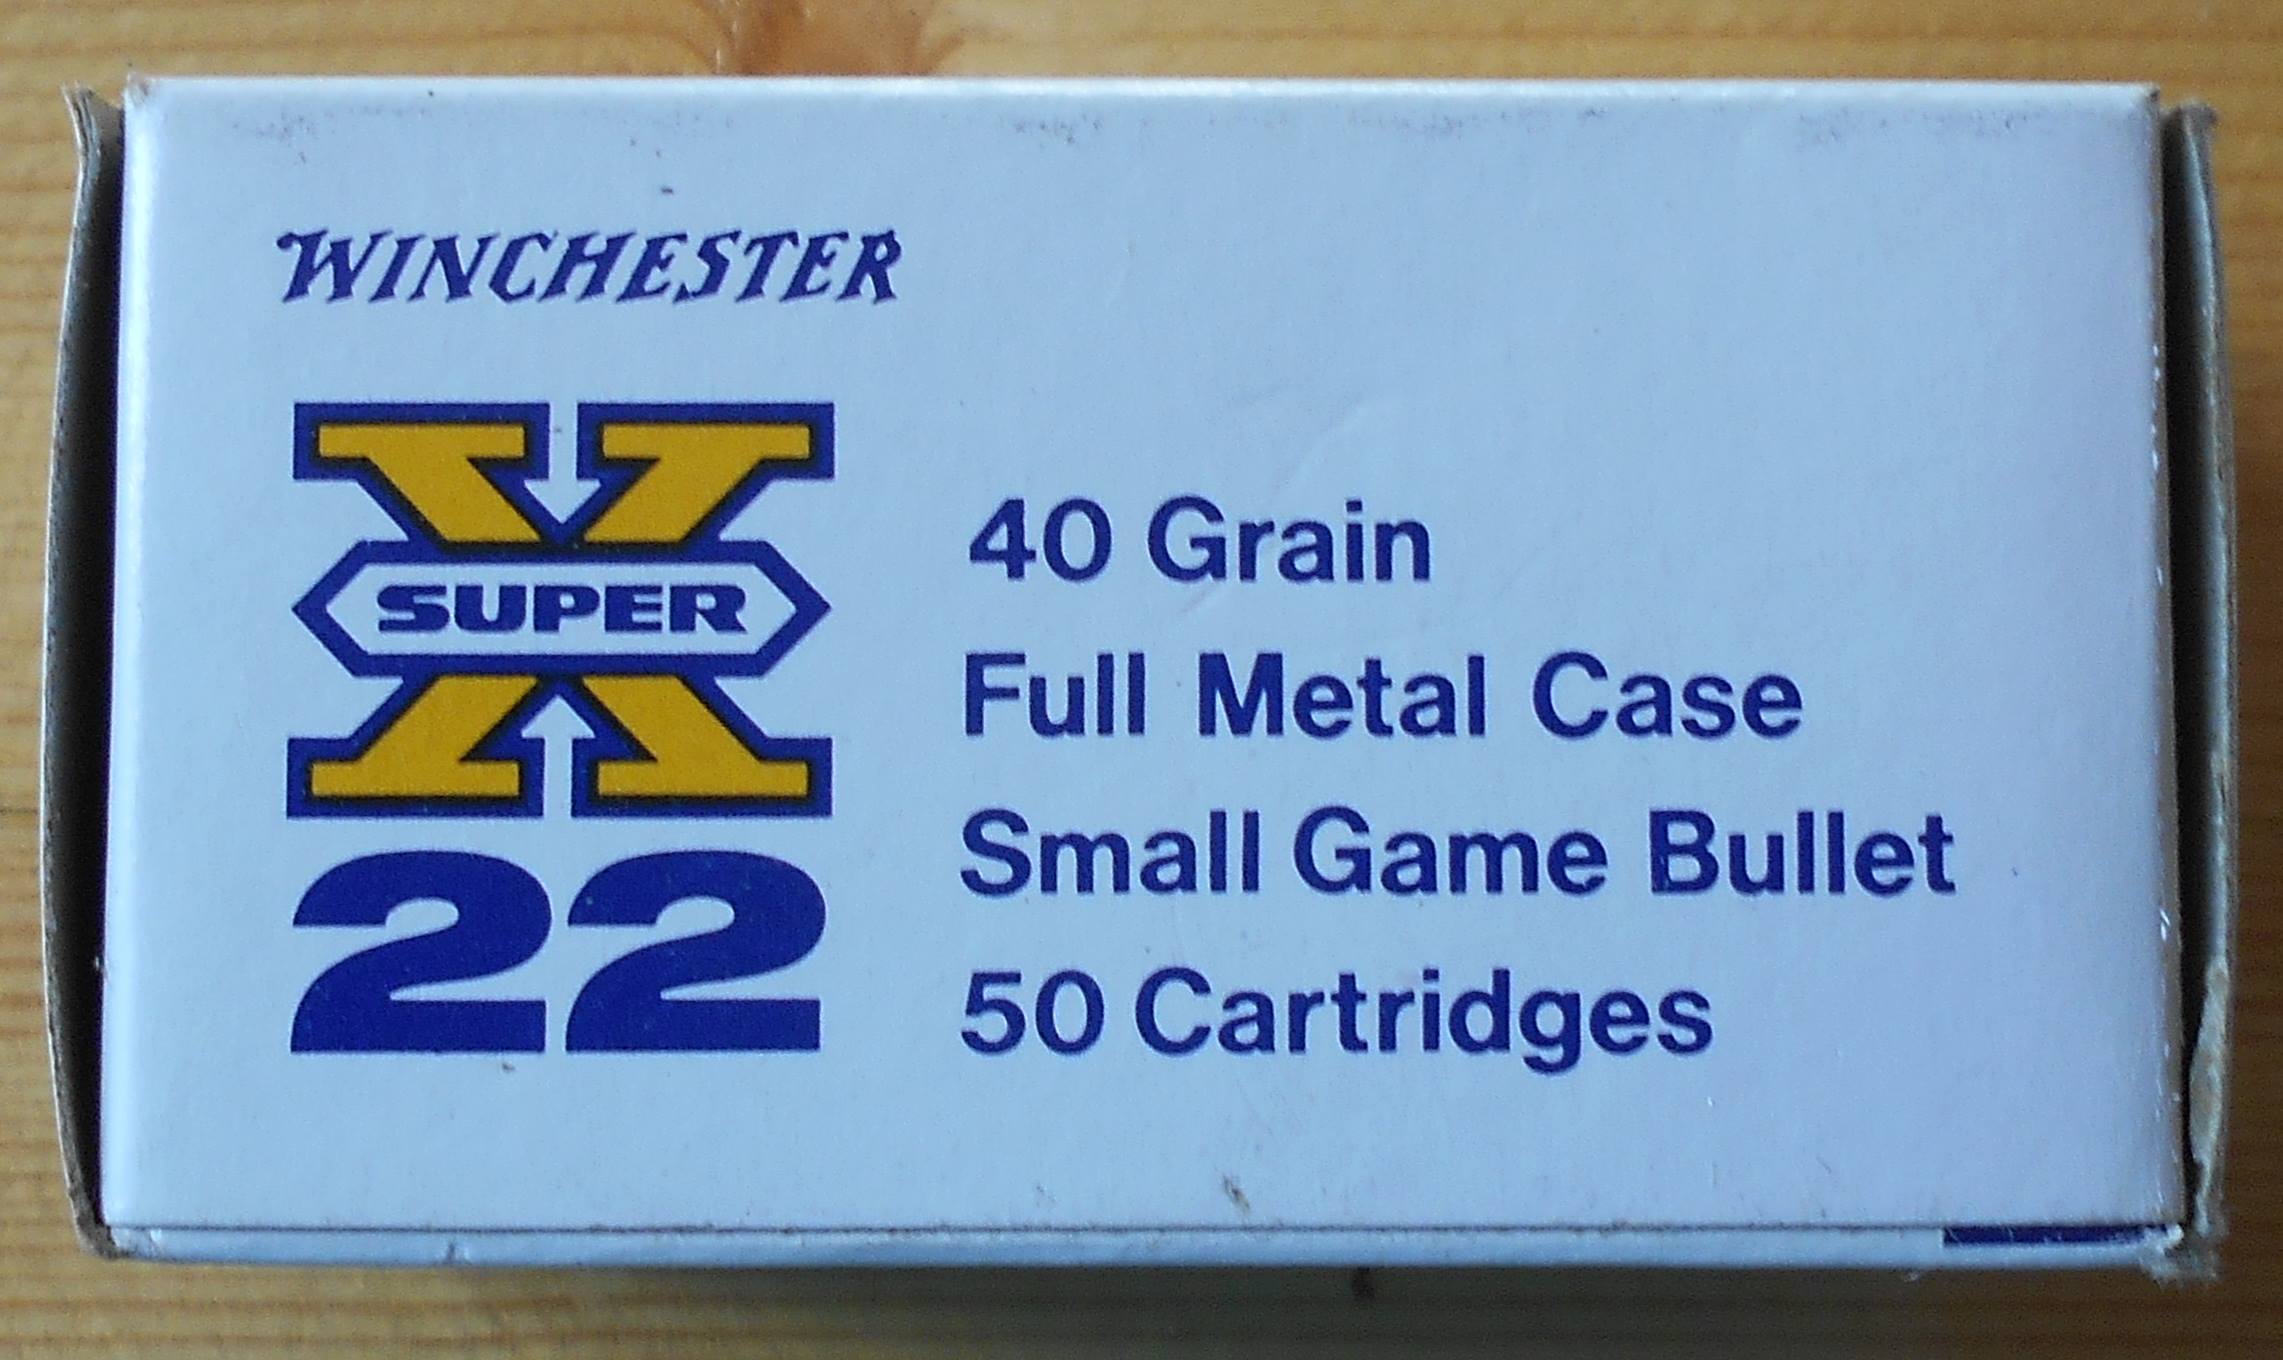 WINCHESTER
SUPER
X
22
40 Grain
Full Metal Case
Small Game Bullet
50 Cartridges